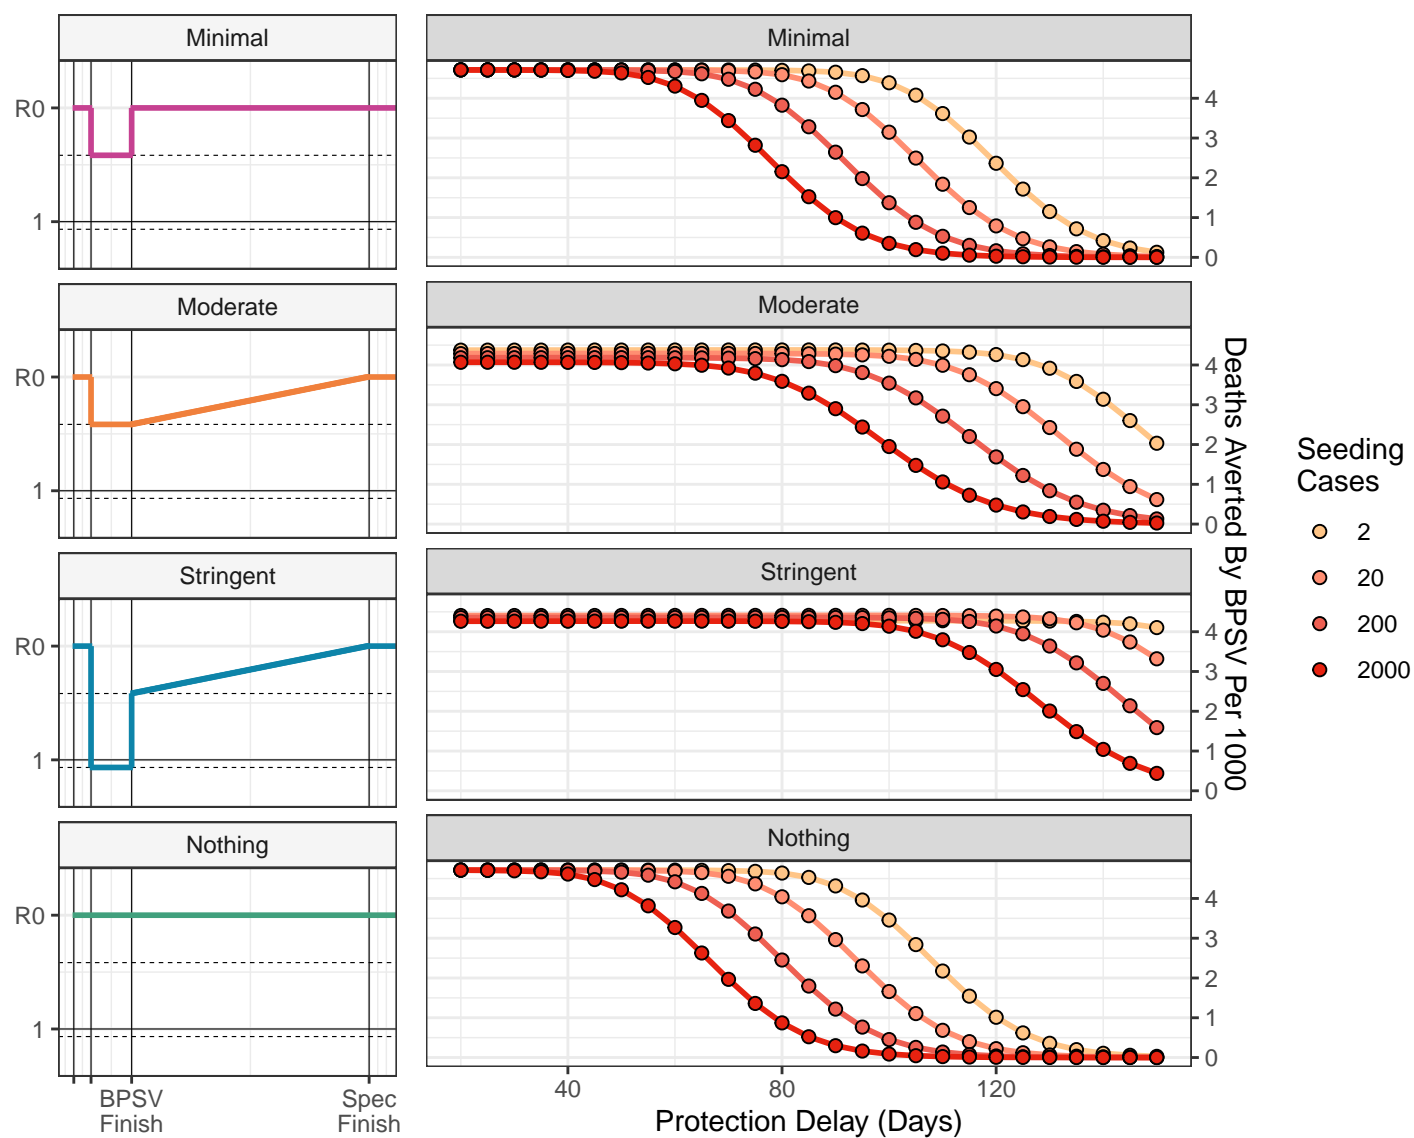 Minimal
R0
1
Moderate
R0
1
Stringent
R0
1
Nothing
R0
1
BPSV
Finish
Spec
Finish
Minimal
4
3
2
1
0
Moderate
4
3
2
1
0
Stringent
4
3
2
1
0
Nothing
4
3
2
1
0
40
80
120
Protection Delay (Days)
Deaths Averted By BPSV Per 1000
Seeding
Cases
2
20
200
2000